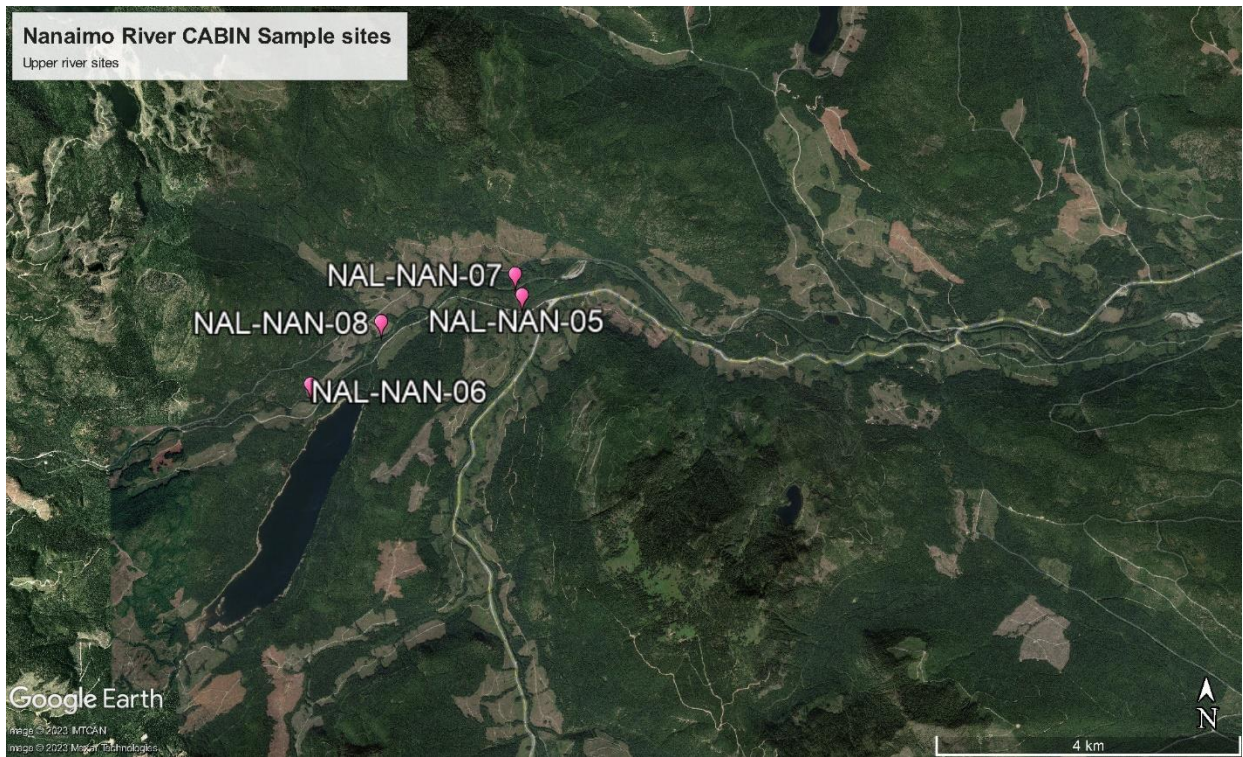 Nanaimo River CABIN Sample sites
Upper river sites
NAL-NAN-07
NAL-NAN-08
NAL-NAN-05
NAL-NAN-06
Google Earth
Image © 2023 IMTCAN
Image © 2023 Maxar Technologies
N
4 km